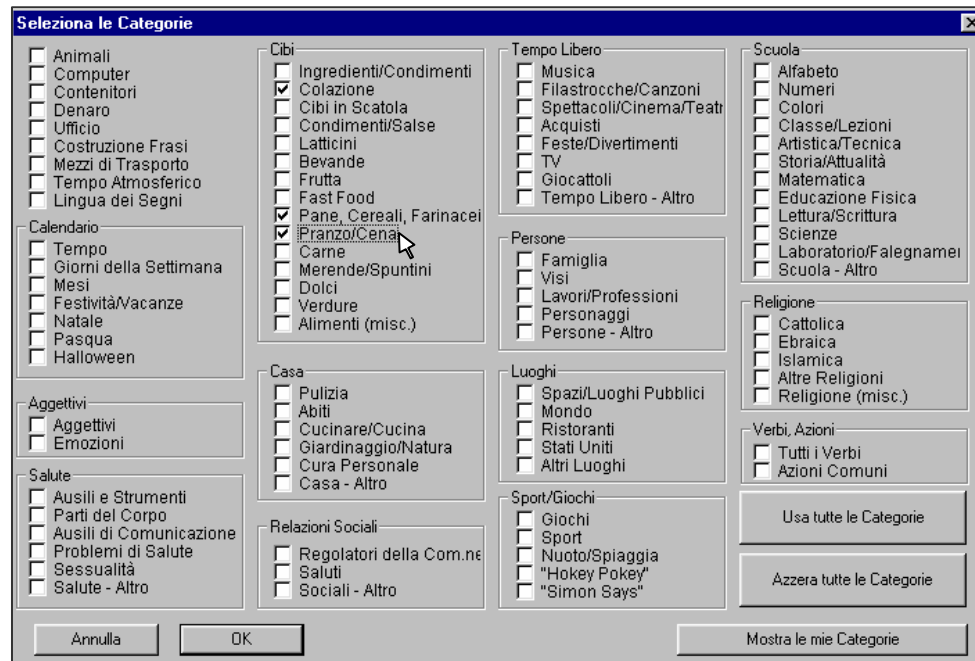 Seleziona le Categorie
Animali
Computer
Contenitori
Denaro
Ufficio
Costruzione Frasi
Mezzi di Trasporto
Tempo Atmosferico
Lingua dei Segni
Calendario
Tempo
Giorni della Settimana
Mesi
Festività/Vacanze
Natale
Pasqua
Halloween
Aggettivi
Aggettivi
Emozioni
Salute
Ausili e Strumenti
Parti del Corpo
Ausili di Comunicazione
Problemi di Salute
Sessualità
Salute - Altro
Cibi
Ingredienti/Condimenti
Colazione
Cibi in Scatola
Condimenti/Salse
Latticini
Bevande
Frutta
Fast Food
Pane, Cereali, Farinacei
Pranzo/Cena
Carne
Merende/Spuntini
Dolci
Verdure
Alimenti (misc.)
Casa
Pulizia
Abiti
Cucinare/Cucina
Giardinaggio/Natura
Cura Personale
Casa - Altro
Relazioni Sociali
Regolatori della Com.ne
Saluti
Sociali - Altro
Tempo Libero
Musica
Filastrocche/Canzoni
Spettacoli/Cinema/Teatr
Acquisti
Feste/Divertimenti
TV
Giocattoli
Tempo Libero - Altro
Persone
Famiglia
Visi
Lavori/Professioni
Personaggi
Persone - Altro
Luoghi
Spazi/Luoghi Pubblici
Mondo
Ristoranti
Stati Uniti
Altri Luoghi
Sport/Giochi
Giochi
Sport
Nuoto/Spiaggia
"Hokey Pokey"
"Simon Says"
Scuola
Alfabeto
Numeri
Colori
Classe/Lezioni
Artistica/Tecnica
Storia/Attualità
Matematica
Educazione Fisica
Lettura/Scrittura
Scienze
Laboratorio/Falegnamer
Scuola - Altro
Religione
Cattolica
Ebraica
Islamica
Altre Religioni
Religione (misc.)
Verbi, Azioni
Tutti i Verbi
Azioni Comuni
Usa tutte le Categorie
Azzera tutte le Categorie
Annulla
OK
Mostra le mie Categorie